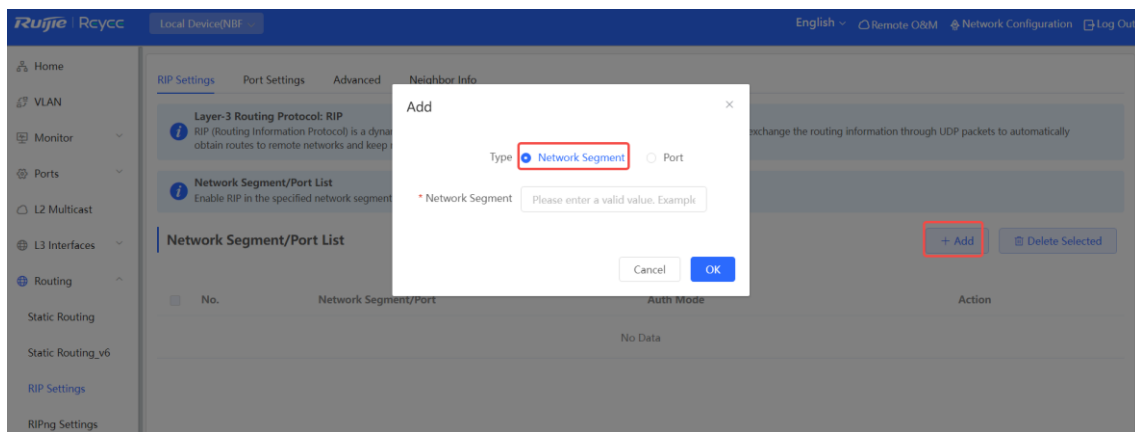 Ruijie | Rcycc
Local Device(NBF
English
Remote O&M
Network Configuration
Log Out
Home
VLAN
Monitor
Ports
L2 Multicast
L3 Interfaces
Routing
Static Routing
Static Routing_v6
RIP Settings
RIPng Settings
RIP Settings Port Settings Advanced Neighbor Info
Layer-3 Routing Protocol: RIP
RIP (Routing Information Protocol) is a dyna
exchange the routing information through UDP packets to automatically
obtain routes to remote networks and keep
Network Segment/Port List
Enable RIP in the specified network segment
Network Segment/Port List
+ Add
Delete Selected
No. Network Segment/Port Auth Mode Action
No Data
Add
×
Type Network Segment Port
* Network Segment Please enter a valid value. Example
Cancel OK